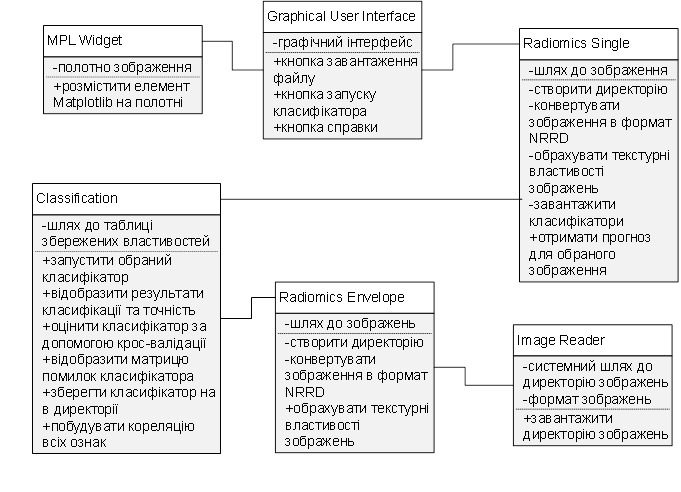 MPL Widget
-полотно зображення
+розмістити елемент
Matplotlib на полотні
Graphical User Interface
-графічний інтерфейс
+кнопка завантаження
файлу
+кнопка запуску
класифікатора
+кнопка справки
Radiomics Single
-шлях до зображення
-створити директорію
-конвертувати
зображення в формат
NRRD
-обрахувати текстурні
властивості
зображень
-завантажити
класифікатори
+отримати прогноз
для обраного
зображення
Classification
-шлях до таблиці
збережених властивостей
+запустити обраний
класифікатор
+відобразити результати
класифікації та точність
+оцінити класифікатор за
допомогою крос-валідації
+відобразити матрицю
помилок класифікатора
+зберегти класифікатор на
в директорії
+побудувати кореляцію
всіх ознак
Radiomics Envelope
-шлях до зображень
-створити директорію
-конвертувати
зображення в формат
NRRD
+обрахувати текстурні
властивості
зображень
Image Reader
-системний шлях до
директорію зображень
-формат зображень
+завантажити
директорію зображень